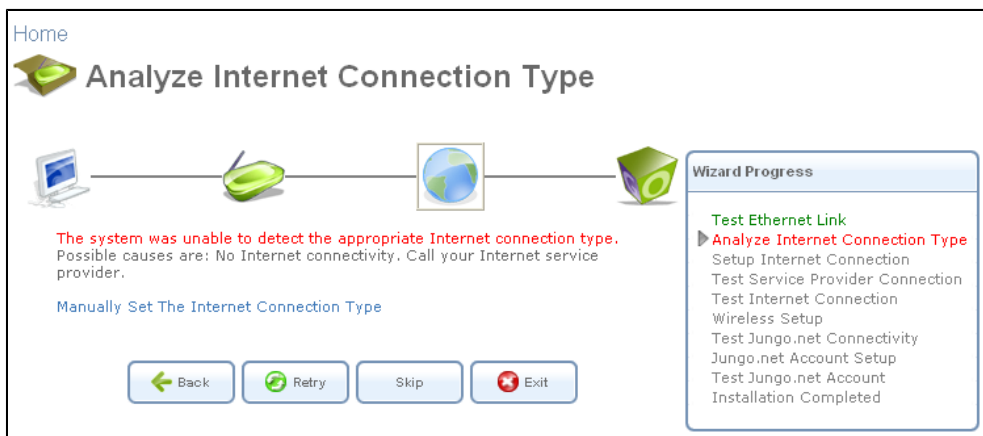 Home
Analyze Internet Connection Type
The system was unable to detect the appropriate Internet connection type.
Possible causes are: No Internet connectivity. Call your Internet service
provider.
Manually Set The Internet Connection Type
Back
Retry
Skip
Exit
Wizard Progress
Test Ethernet Link
Analyze Internet Connection Type
Setup Internet Connection
Test Service Provider Connection
Test Internet Connection
Wireless Setup
Test Jungo.net Connectivity
Jungo.net Account Setup
Test Jungo.net Account
Installation Completed